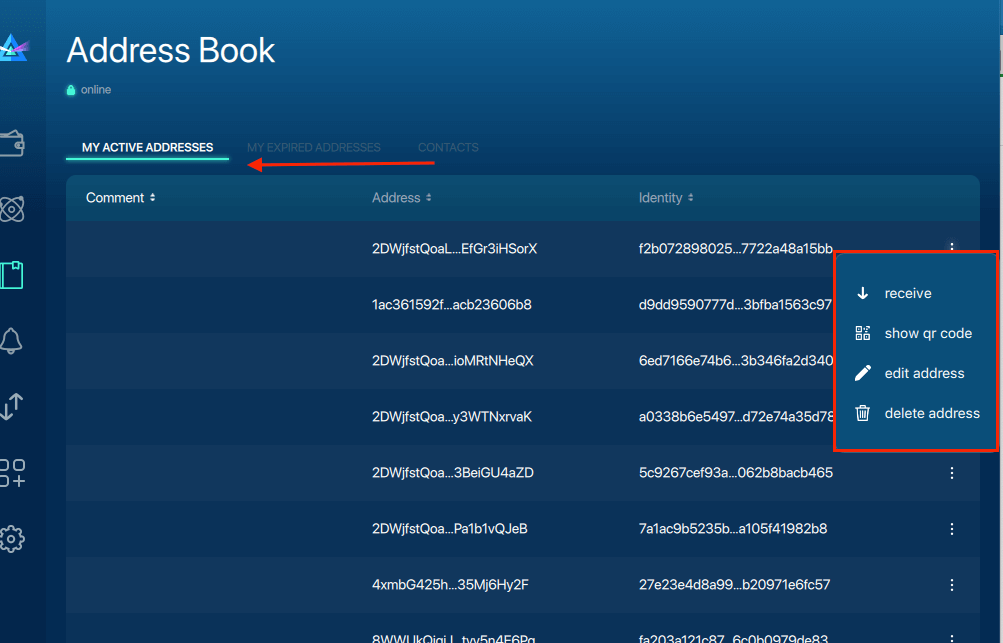 Address Book
online
MY ACTIVE ADDRESSES MY EXPIRED ADDRESSES CONTACTS
Comment Address Identity
2DWjfstQoaL...EfGr3iHSorX f2b072898025...7722a48a15bb
1ac361592f...acb23606b8 d9dd9590777d...3bfba1563c97
2DWjfstQoa...ioMRtNHeQX 6ed7166e74b6...3b346fa2d340
2DWjfstQoa...y3WTNxrvaK a0338b6e5497...d72e74a35d78
2DWjfstQoa...3BeiGU4aZD 5c9267cef93a...062b8bacb465
2DWjfstQoa...Pa1b1vQJeB 7a1ac9b5235b...a105f41982b8
4xmbG425h...35Mj6Hy2F 27e23e4d8a99...b20971e6fc57
fa203a121c87...6c0b0979de83
receive
show qr code
edit address
delete address